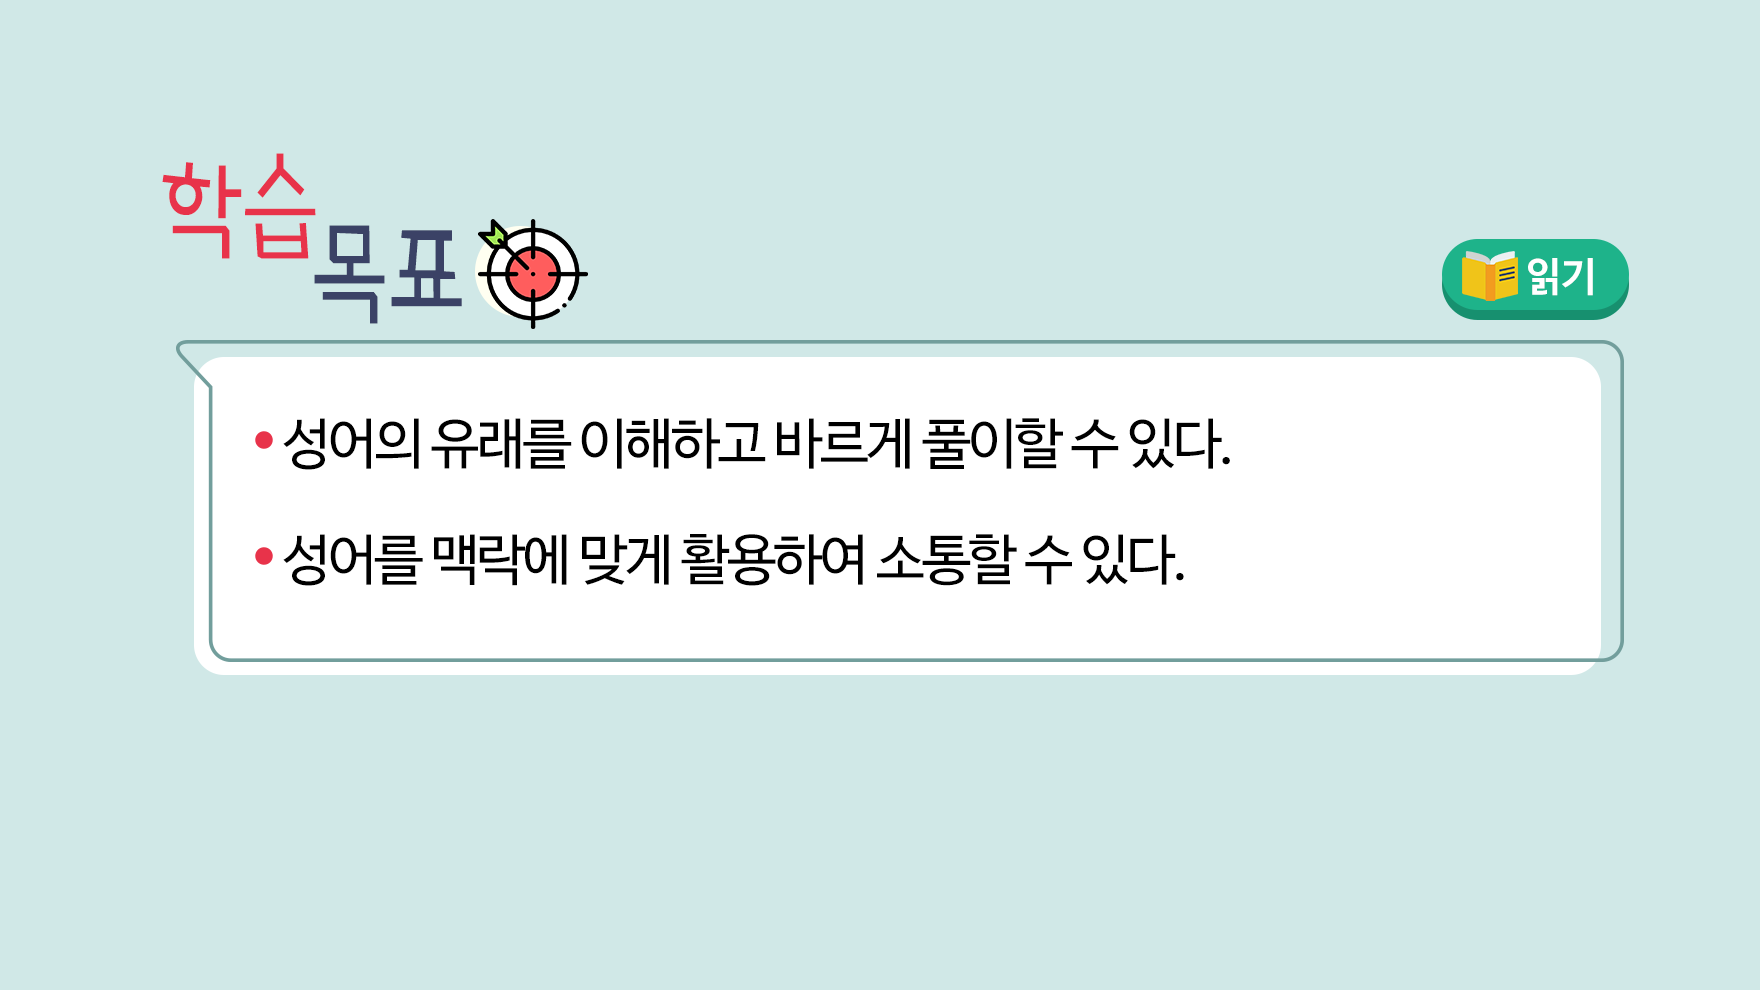 학습
목표
읽기
• 성어의 유래를 이해하고 바르게 풀이할 수 있다.
• 성어를 맥락에 맞게 활용하여 소통할 수 있다.